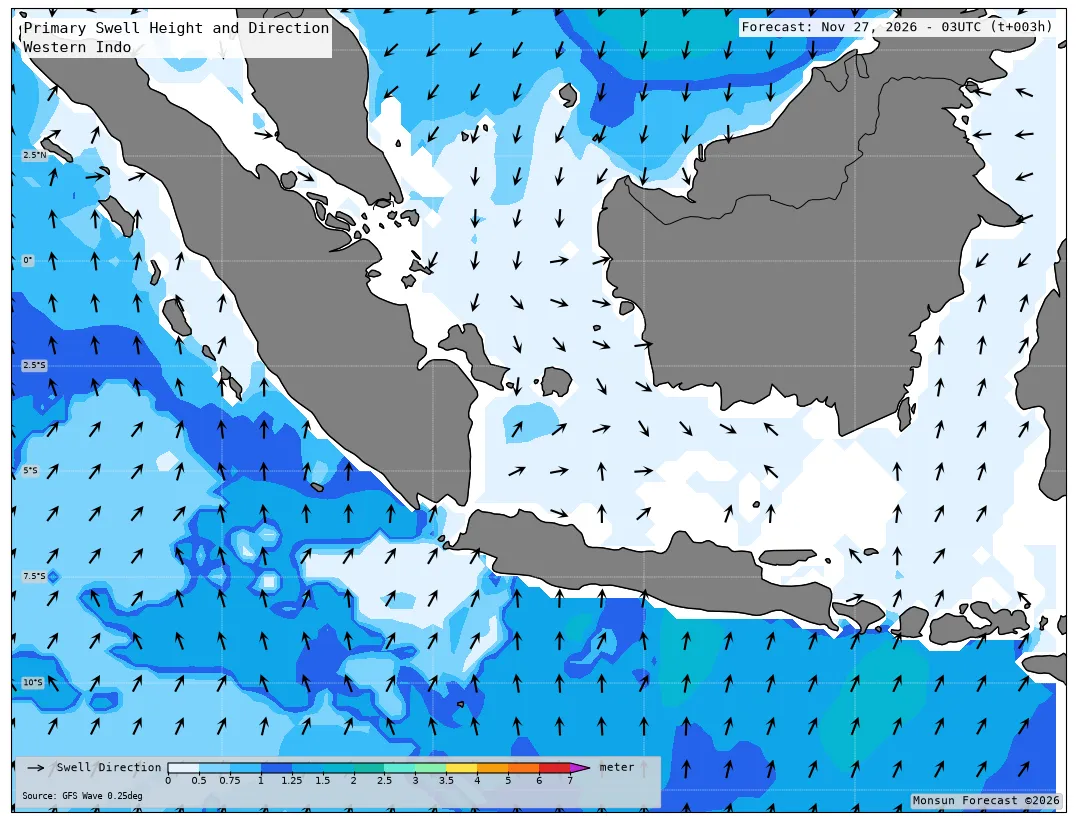 Primary Swell Height and Direction
Western Indo
Forecast: Nov 27, 2026 - 03UTC (t+003h)
2.5°N
0°
2.5°S
5°S
7.5°S
10°S
Swell Direction
0 0.5 0.75 1 1.25 1.5 2 2.5 3 3.5 4 5 6 7
meter
Source: GFS Wave 0.25deg
Monsun Forecast ©2026